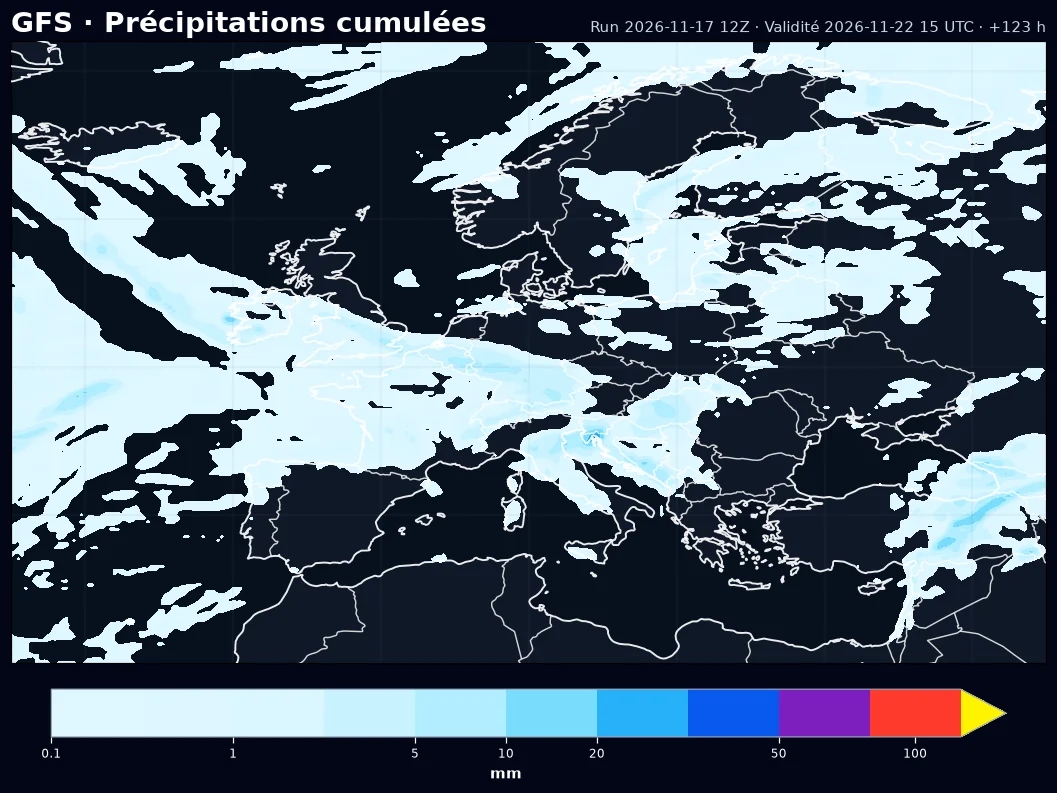 GFS · Précipitations cumulées
Run 2026-11-17 12Z · Validité 2026-11-22 15 UTC · +123 h
0.1 1 5 10 20 50 100
mm